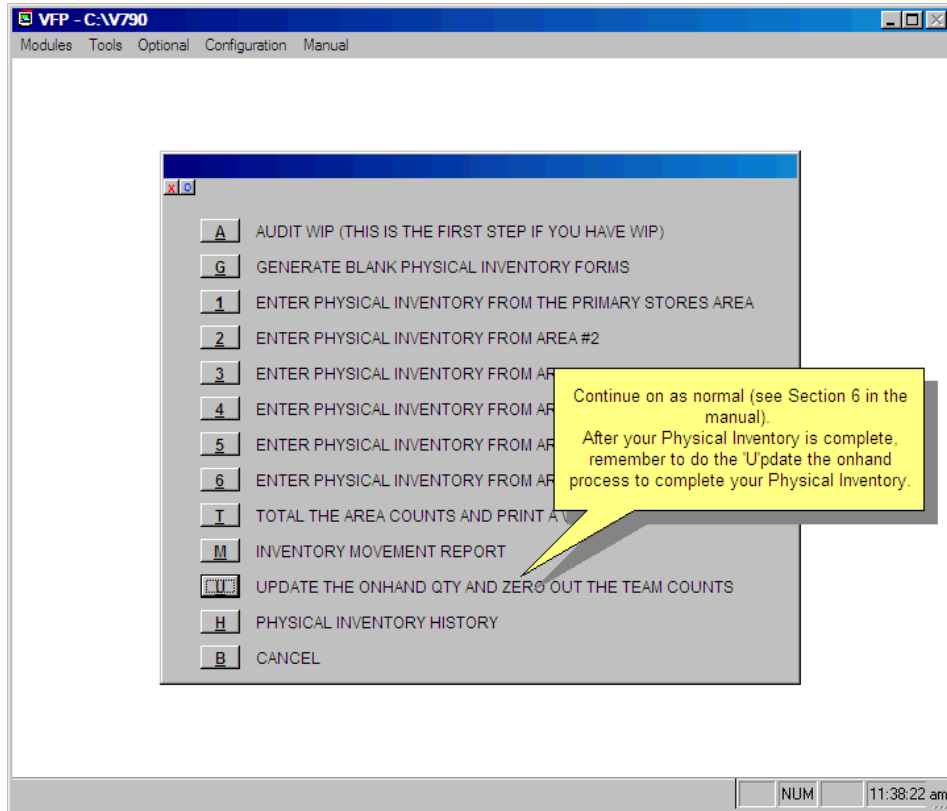 VFP - C:\V790
Modules Tools Optional Configuration Manual
X O
A AUDIT WIP (THIS IS THE FIRST STEP IF YOU HAVE WIP)
G GENERATE BLANK PHYSICAL INVENTORY FORMS
1 ENTER PHYSICAL INVENTORY FROM THE PRIMARY STORES AREA
2 ENTER PHYSICAL INVENTORY FROM AREA #2
3 ENTER PHYSICAL INVENTORY FROM AR
4 ENTER PHYSICAL INVENTORY FROM AR
5 ENTER PHYSICAL INVENTORY FROM AR
6 ENTER PHYSICAL INVENTORY FROM AR
T TOTAL THE AREA COUNTS AND PRINT A
M INVENTORY MOVEMENT REPORT
U UPDATE THE ONHAND QTY AND ZERO OUT THE TEAM COUNTS
H PHYSICAL INVENTORY HISTORY
B CANCEL
Continue on as normal (see Section 6 in the
manual).
After your Physical Inventory is complete,
remember to do the 'U'pdate the onhand
process to complete your Physical Inventory.
NUM 11:38:22 am